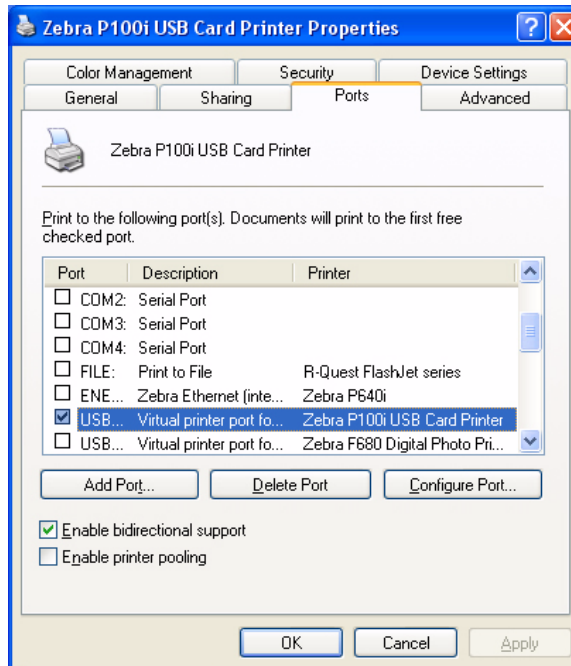 Zebra P100i USB Card Printer Properties
?
Color Management Security Device Settings
General Sharing Ports Advanced
Zebra P100i USB Card Printer
Print to the following port(s). Documents will print to the first free
checked port.
Port Description Printer
COM2: Serial Port
COM3: Serial Port
COM4: Serial Port
FILE: Print to File R-Quest FlashJet series
ENE... Zebra Ethernet (inte... Zebra P640i
USB... Virtual printer port fo... Zebra P100i USB Card Printer
USB... Virtual printer port fo... Zebra F680 Digital Photo Pri...
Add Port... Delete Port Configure Port...
Enable bidirectional support
Enable printer pooling
OK Cancel Apply